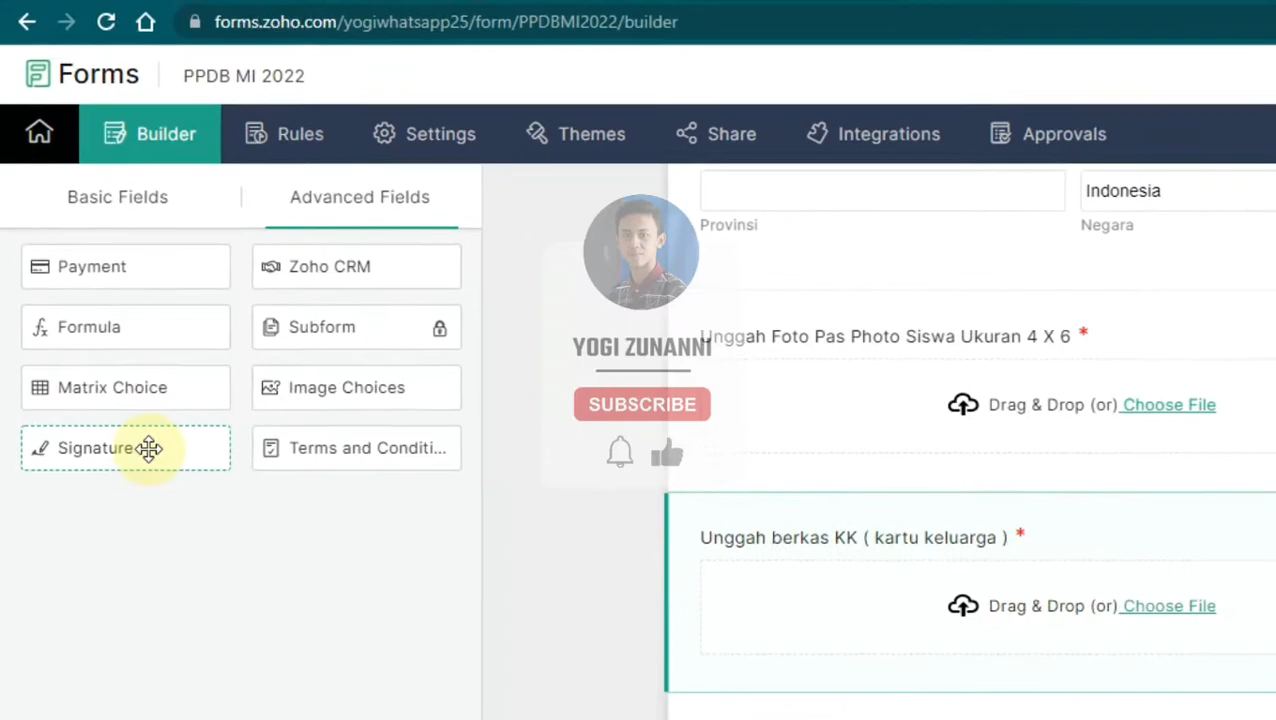 forms.zoho.com/yogiwhatsapp25/form/PPDBMI2022/builder
Forms PPDB MI 2022
Builder Rules Settings Themes Share Integrations Approvals
Basic Fields Advanced Fields
Payment Zoho CRM
Formula Subform
Matrix Choice Image Choices
Signature Terms and Conditi...
Indonesia
Provinsi Negara
Unggah Foto Pas Photo Siswa Ukuran 4 X 6 *
Drag & Drop (or) Choose File
Unggah berkas KK ( kartu keluarga ) *
Drag & Drop (or) Choose File
YOGI ZUNANNI
SUBSCRIBE